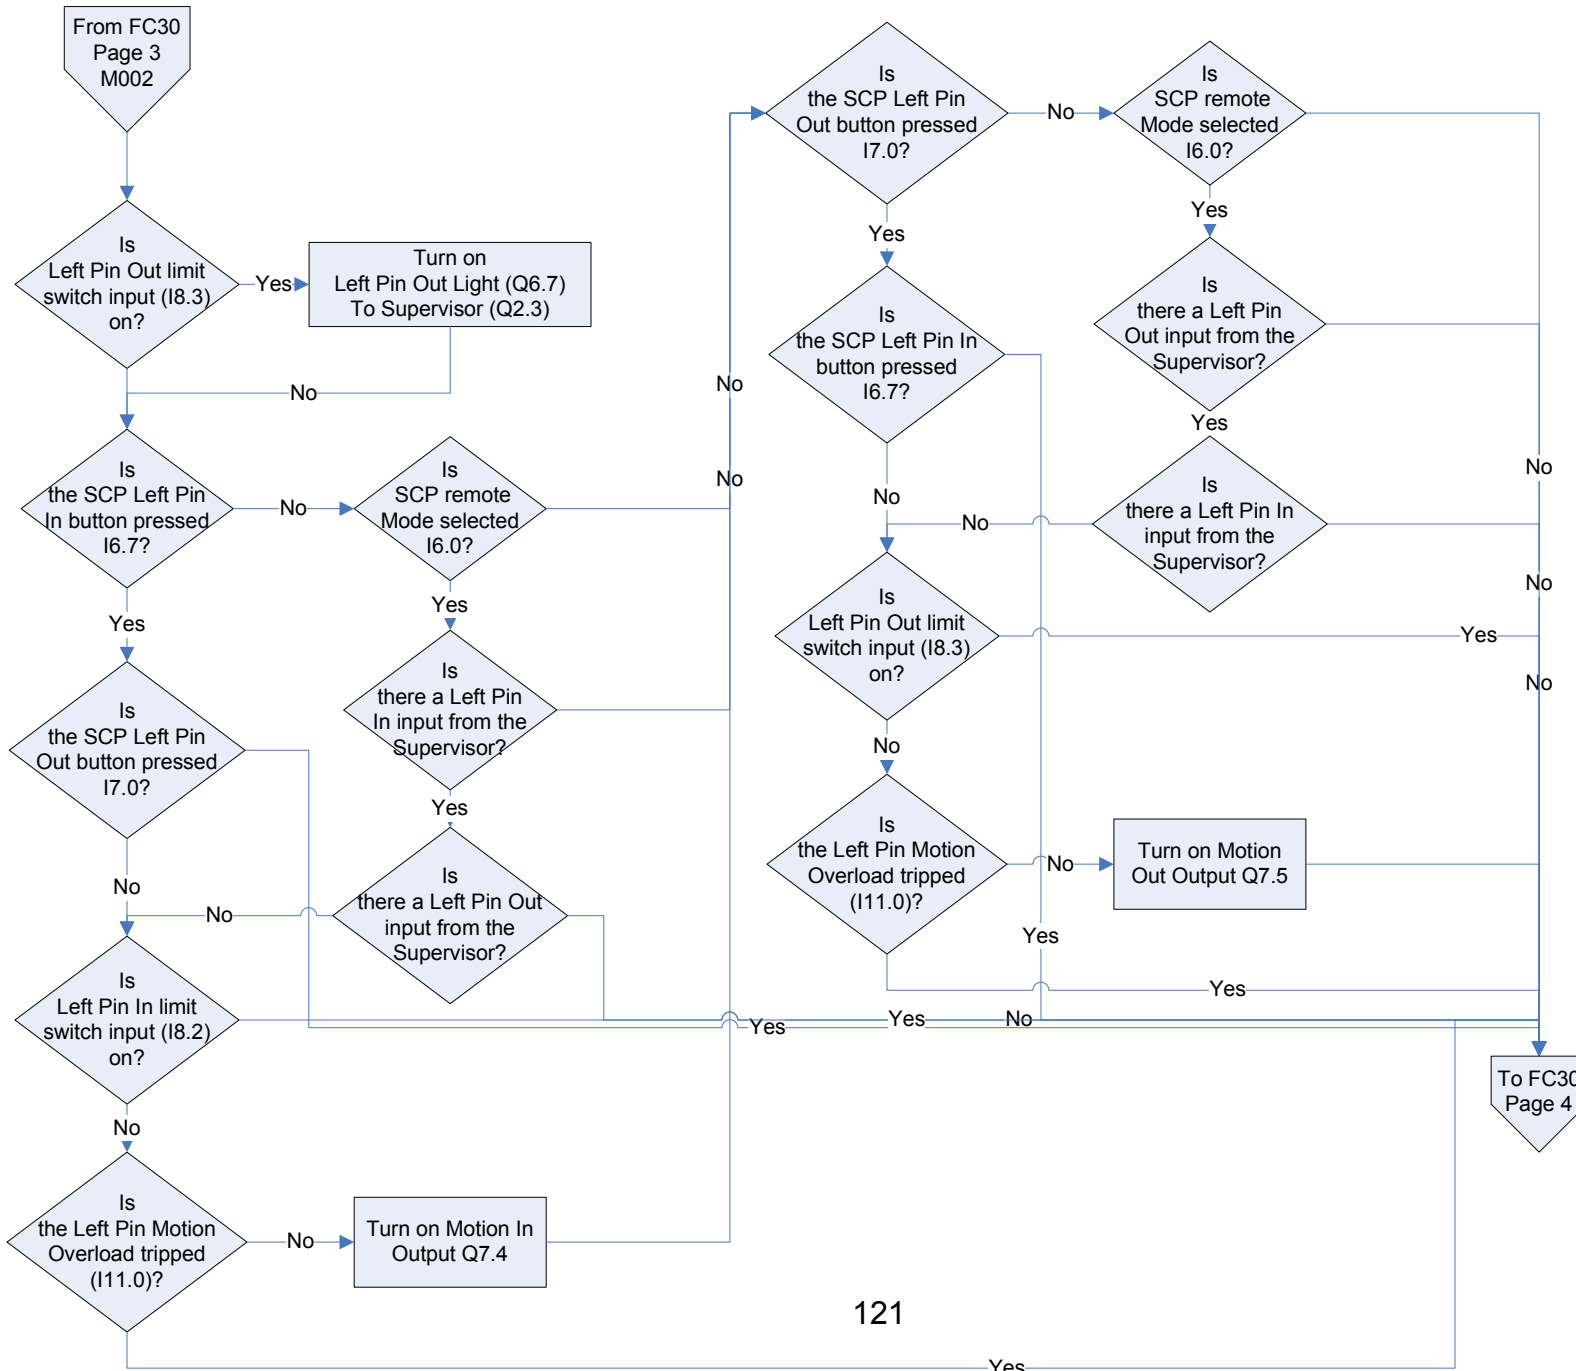 From FC30
Page 3
M002
Is
Left Pin Out limit
switch input (I8.3)
on?
Yes
Turn on
Left Pin Out Light (Q6.7)
To Supervisor (Q2.3)
No
Is
the SCP Left Pin
In button pressed
I6.7?
No
Is
SCP remote
Mode selected
I6.0?
No
No
Yes
Yes
Is
there a Left Pin
In input from the
Supervisor?
Is
the SCP Left Pin
Out button pressed
I7.0?
Yes
No
Is
there a Left Pin Out
input from the
Supervisor?
No
Is
Left Pin In limit
switch input (I8.2)
on?
Yes
Yes
No
No
Is
the Left Pin Motion
Overload tripped
(I11.0)?
No
Turn on Motion In
Output Q7.4
Yes
Is
the SCP Left Pin
Out button pressed
I7.0?
No
Is
SCP remote
Mode selected
I6.0?
Yes
Yes
Is
the SCP Left Pin In
button pressed
I6.7?
Is
there a Left Pin
Out input from the
Supervisor?
Yes
No
No
No
Is
there a Left Pin In
input from the
Supervisor?
No
No
No
Is
Left Pin Out limit
switch input (I8.3)
on?
Yes
No
Is
the Left Pin Motion
Overload tripped
(I11.0)?
No
Turn on Motion
Out Output Q7.5
Yes
Yes
To FC30
Page 4
121